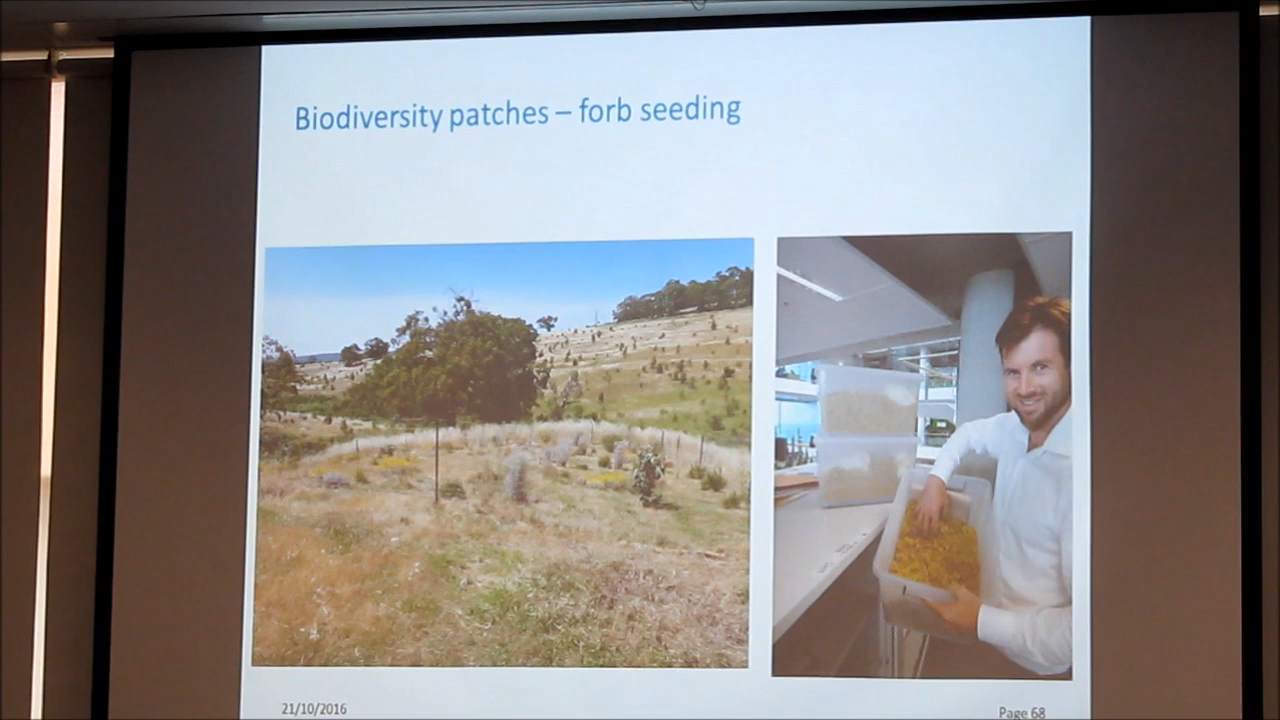 Biodiversity patches – forb seeding
21/10/2016
Page 68